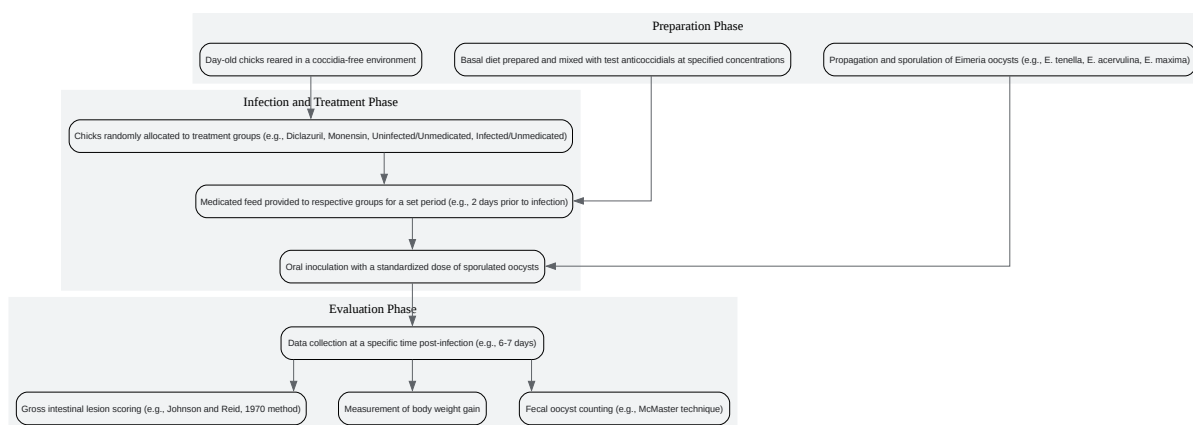 Preparation Phase
Day-old chicks reared in a coccidia-free environment
Basal diet prepared and mixed with test anticoccidials at specified concentrations
Propagation and sporulation of Eimeria oocysts (e.g., E. tenella, E. acervulina, E. maxima)
Infection and Treatment Phase
Chicks randomly allocated to treatment groups (e.g., Diclazuril, Monensin, Uninfected/Unmedicated, Infected/Unmedicated)
Medicated feed provided to respective groups for a set period (e.g., 2 days prior to infection)
Oral inoculation with a standardized dose of sporulated oocysts
Evaluation Phase
Data collection at a specific time post-infection (e.g., 6-7 days)
Gross intestinal lesion scoring (e.g., Johnson and Reid, 1970 method)
Measurement of body weight gain
Fecal oocyst counting (e.g., McMaster technique)